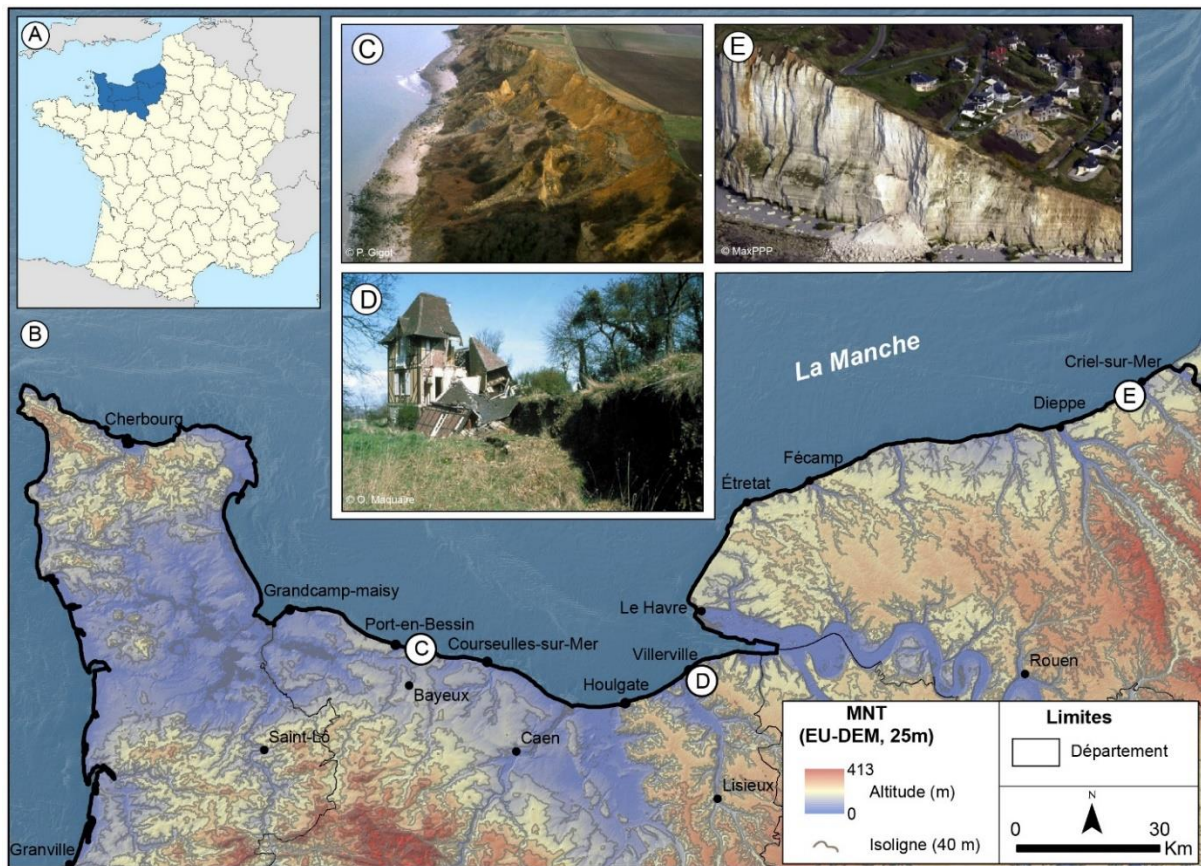 A
C
© P. Gigot
E
© MaxPPP
D
© O. Maquaire
B
La Manche
Criel-sur-Mer
E
Dieppe
Cherbourg
Fécamp
Étretat
Grandcamp-maisy
Le Havre
Port-en-Bessin
C
Courseulles-sur-Mer
Villerville
D
Houlgate
Rouen
Bayeux
Saint-Lô
Caen
Lisieux
Granville
MNT
(EU-DEM, 25m)
413
Altitude (m)
0
Isoligne (40 m)
Limites
Département
N
0 30
Km